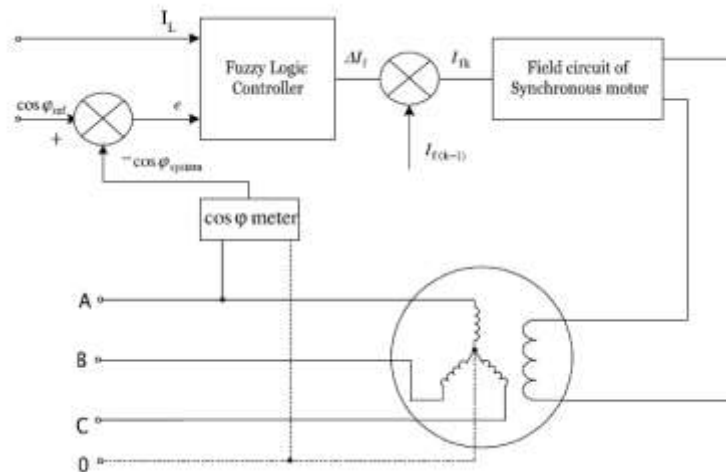 I_L
Fuzzy Logic
Controller
ΔI_f
I_fk
Field circuit of
Synchronous motor
cos φ_ref
+
e
I_f(k-1)
−cos φ_system
cos φ meter
A
B
C
0